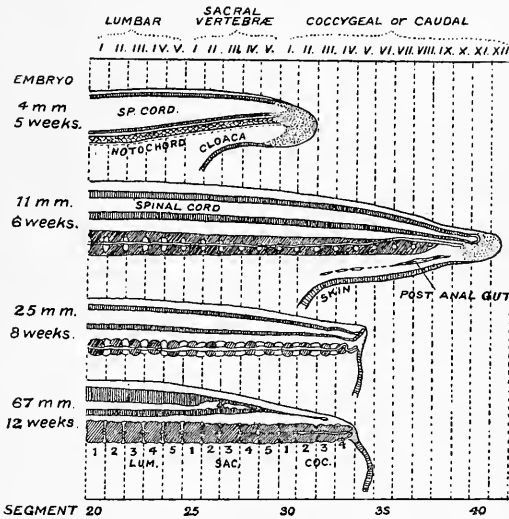 LUMBAR SACRAL VERTEBRÆ COCCYGEAL or CAUDAL
I. II. III. IV. V. I. II. III. IV. V. I. II. III. IV. V. VI. VII. VIII. IX. X. XI. XII
EMBRYO
4 mm
5 weeks.
SP. CORD.
NOTOCHORD
CLOACA
11 mm
6 weeks.
SPINAL CORD
SKIN
POST ANAL GUT
25 mm.
8 weeks.
67 mm.
12 weeks.
1 2 3 4 5 1 2 3 4 5 1 2 3 4
LUM. SAC. COC.
SEGMENT 20 25 30 35 40